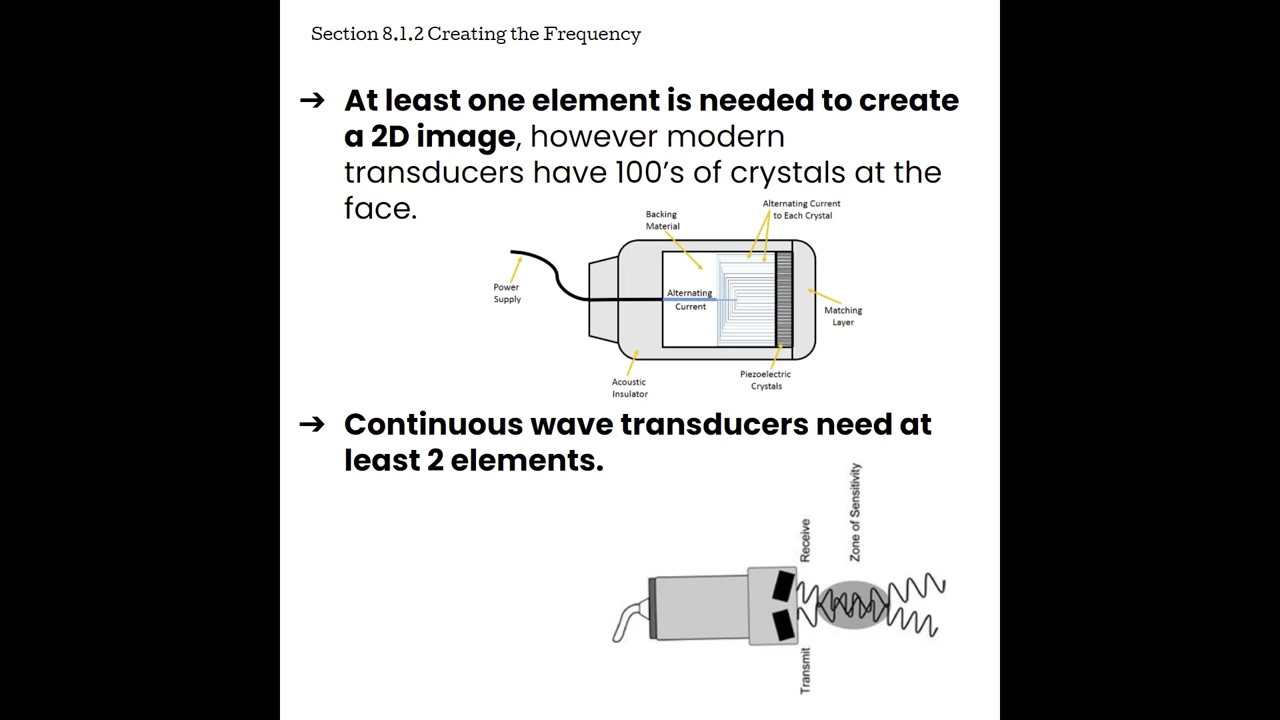 Section 8.1.2 Creating the Frequency
➔ At least one element is needed to create
a 2D image, however modern
transducers have 100's of crystals at the
face.
Alternating Current
to Each Crystal
Backing
Material
Power
Supply
Alternating
Current
Matching
Layer
Piezoelectric
Crystals
Acoustic
Insulator
➔ Continuous wave transducers need at
least 2 elements.
Receive
Zone of Sensitivity
Transmit